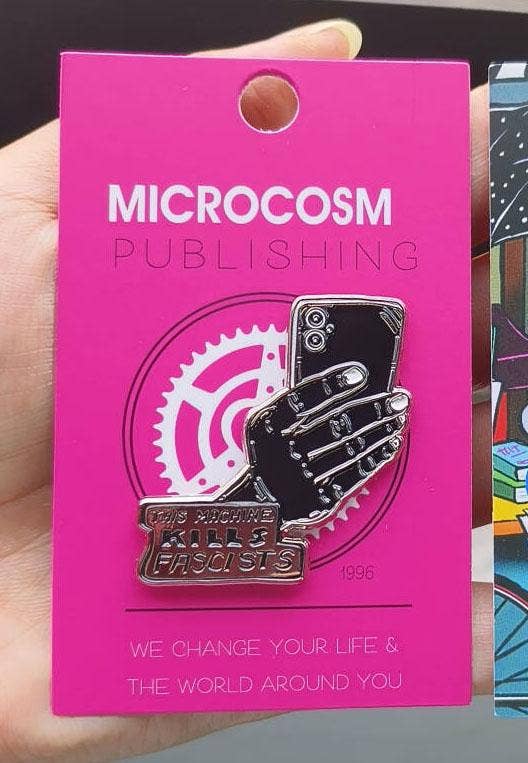 MICROCOSM
PUBLISHING
THIS MACHINE
KILLS
FASCISTS
1996
WE CHANGE YOUR LIFE &
THE WORLD AROUND YOU